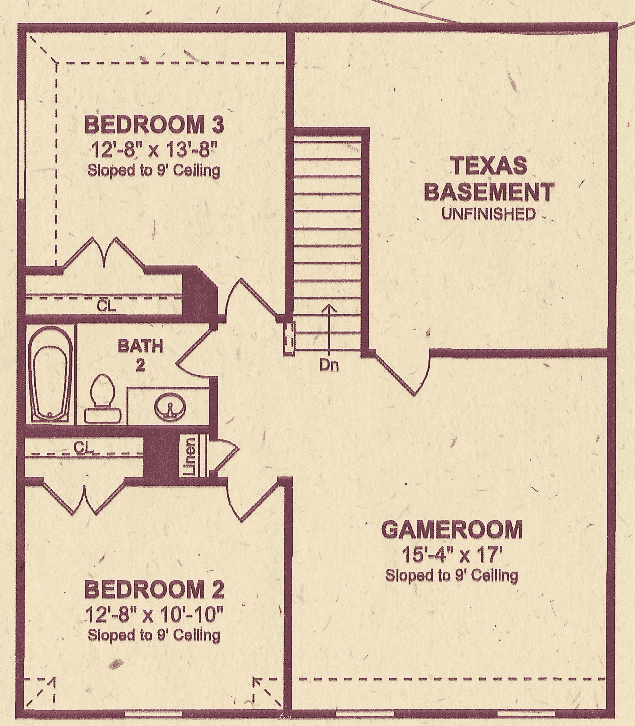 BEDROOM 3
12'-8" x 13'-8"
Sloped to 9' Ceiling
TEXAS
BASEMENT
UNFINISHED
CL
BATH
2
Dn
CL
Linen
GAMEROOM
15'-4" x 17'
Sloped to 9' Ceiling
BEDROOM 2
12'-8" x 10'-10"
Sloped to 9' Ceiling